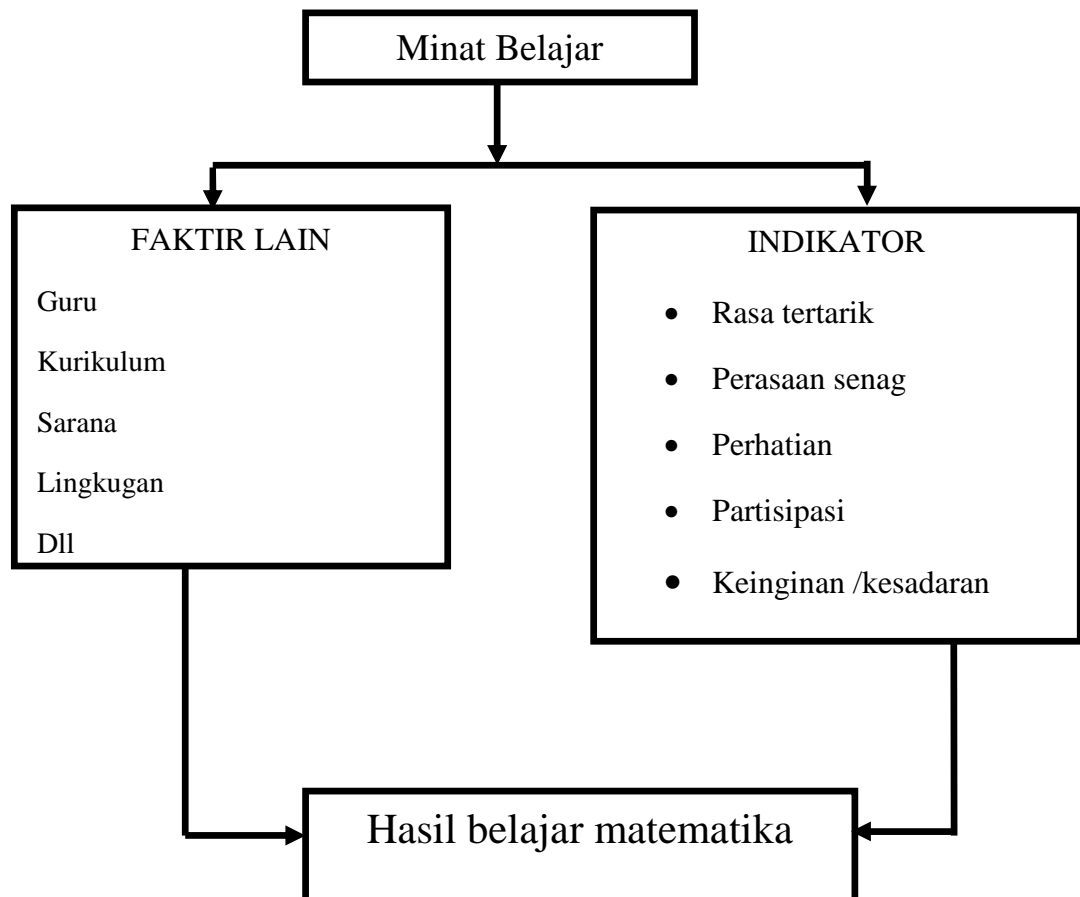 Minat Belajar
FAKTIR LAIN
Guru
Kurikulum
Sarana
Lingkugan
Dll
INDIKATOR
• Rasa tertarik
• Perasaan senag
• Perhatian
• Partisipasi
• Keinginan /kesadaran
Hasil belajar matematika